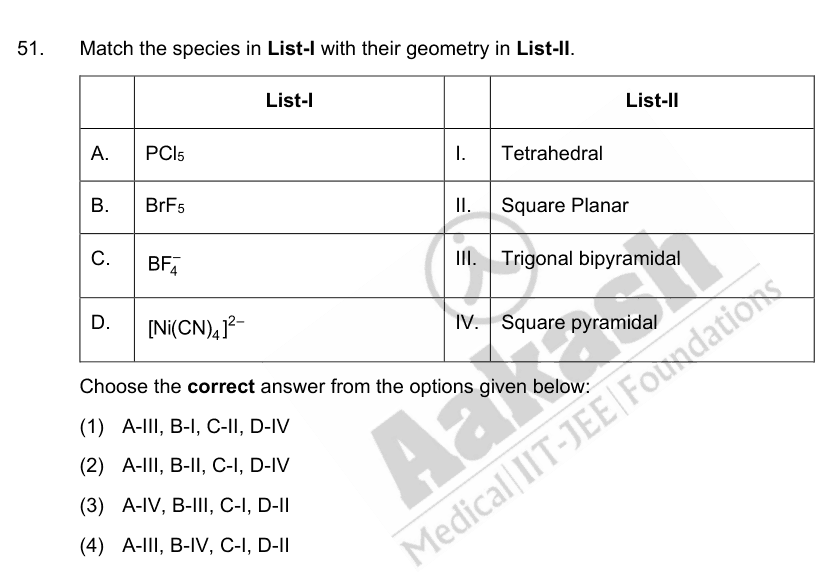 51. Match the species in List-I with their geometry in List-II.
List-I List-II
A. PCl₅ I. Tetrahedral
B. BrF₅ II. Square Planar
C. BF₄⁻ III. Trigonal bipyramidal
D. [Ni(CN)₄]²⁻ IV. Square pyramidal
Choose the correct answer from the options given below:
(1) A-III, B-I, C-II, D-IV
(2) A-III, B-II, C-I, D-IV
(3) A-IV, B-III, C-I, D-II
(4) A-III, B-IV, C-I, D-II
Aakash
Medical|IIT-JEE|Foundations